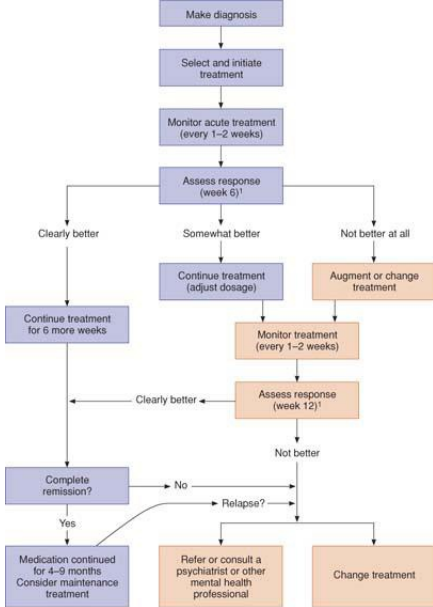 Make diagnosis
Select and initiate
treatment
Monitor acute treatment
(every 1–2 weeks)
Assess response
(week 6)¹
Clearly better
Somewhat better
Not better at all
Continue treatment
(adjust dosage)
Augment or change
treatment
Continue treatment
for 6 more weeks
Monitor treatment
(every 1–2 weeks)
Assess response
(week 12)¹
Clearly better
Not better
Complete
remission?
No
Relapse?
Yes
Medication continued
for 4–9 months
Consider maintenance
treatment
Refer or consult a
psychiatrist or other
mental health
professional
Change treatment